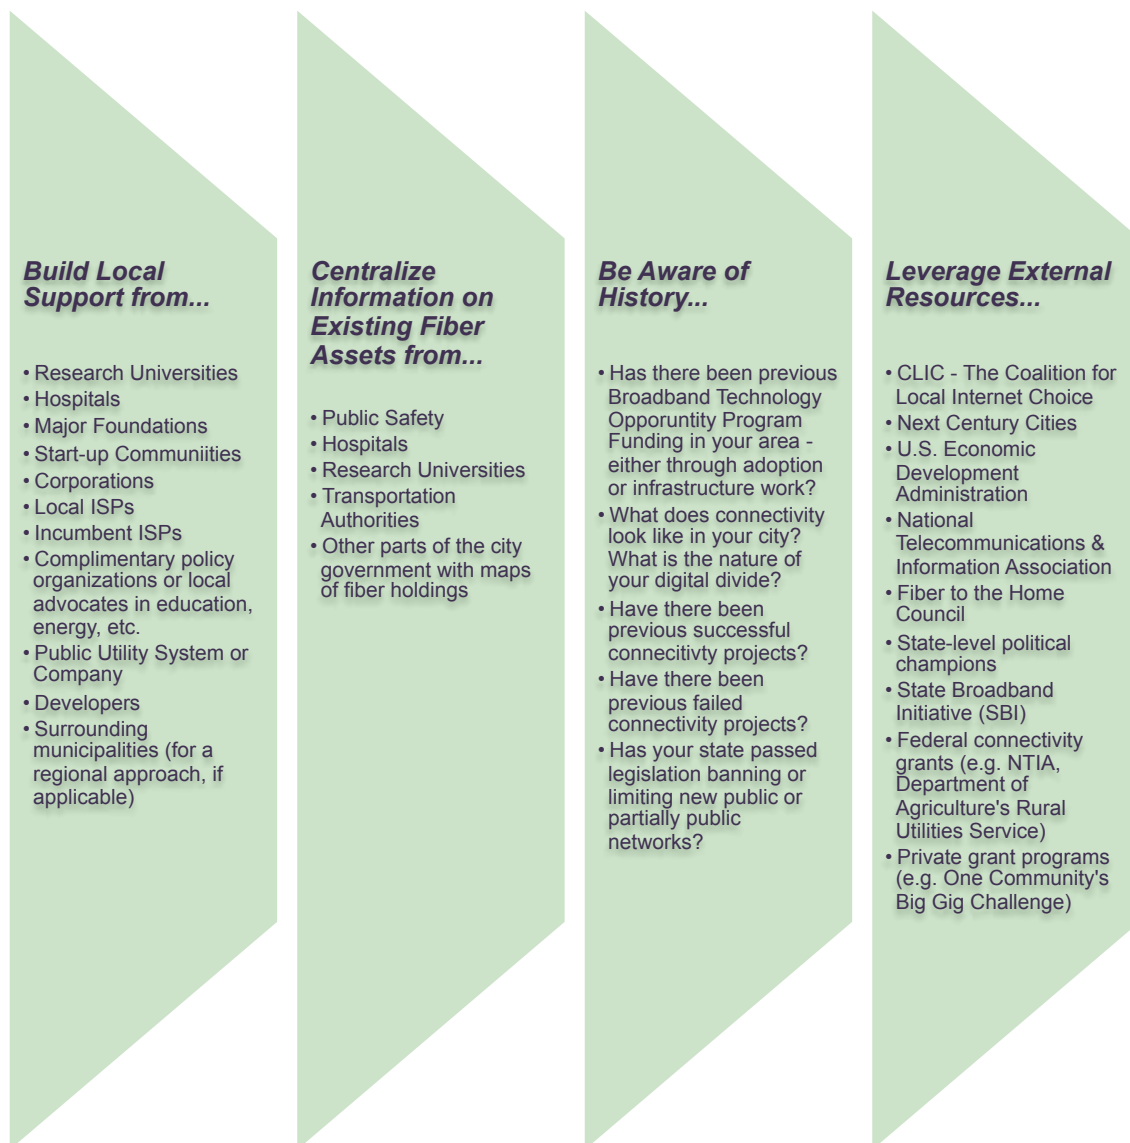 Build Local
Support from...
• Research Universities
• Hospitals
• Major Foundations
• Start-up Communiities
• Corporations
• Local ISPs
• Incumbent ISPs
• Complimentary policy
organizations or local
advocates in education,
energy, etc.
• Public Utility System or
Company
• Developers
• Surrounding
municipalities (for a
regional approach, if
applicable)
Centralize
Information on
Existing Fiber
Assets from...
• Public Safety
• Hospitals
• Research Universities
• Transportation
Authorities
• Other parts of the city
government with maps
of fiber holdings
Be Aware of
History...
• Has there been previous
Broadband Technology
Opporuntity Program
Funding in your area -
either through adoption
or infrastructure work?
• What does connectivity
look like in your city?
What is the nature of
your digital divide?
• Have there been
previous successful
connecitivty projects?
• Have there been
previous failed
connectivity projects?
• Has your state passed
legislation banning or
limiting new public or
partially public
networks?
Leverage External
Resources...
• CLIC - The Coalition for
Local Internet Choice
• Next Century Cities
• U.S. Economic
Development
Administration
• National
Telecommunications &
Information Association
• Fiber to the Home
Council
• State-level political
champions
• State Broadband
Initiative (SBI)
• Federal connectivity
grants (e.g. NTIA,
Department of
Agriculture's Rural
Utilities Service)
• Private grant programs
(e.g. One Community's
Big Gig Challenge)